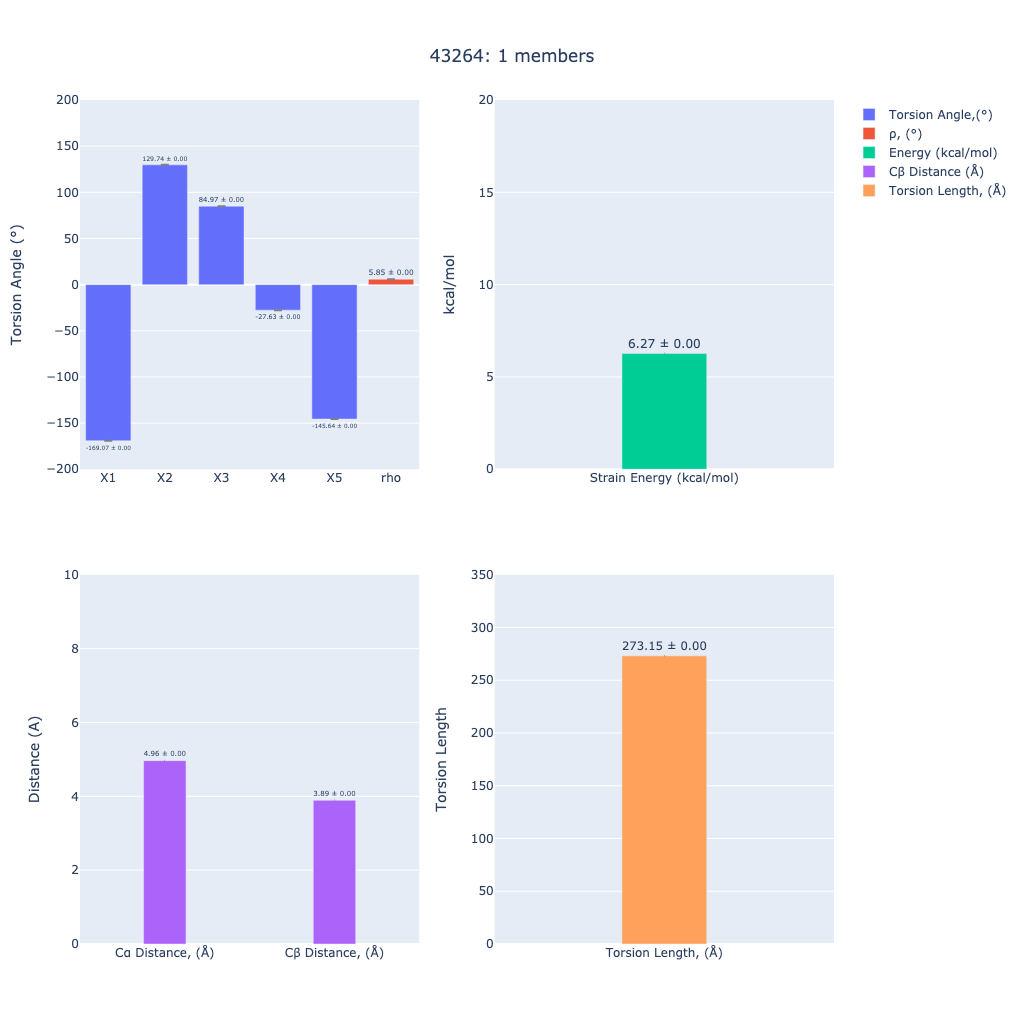 43264: 1 members
Torsion Angle (°)
200
150
100
50
0
−50
−100
−150
−200
-169.07 ± 0.00
129.74 ± 0.00
84.97 ± 0.00
-27.63 ± 0.00
-145.64 ± 0.00
5.85 ± 0.00
X1
X2
X3
X4
X5
rho
kcal/mol
20
15
10
5
0
6.27 ± 0.00
Strain Energy (kcal/mol)
Torsion Angle,(°)
ρ, (°)
Energy (kcal/mol)
Cβ Distance (Å)
Torsion Length, (Å)
Distance (A)
10
8
6
4
2
0
4.96 ± 0.00
3.89 ± 0.00
Cα Distance, (Å)
Cβ Distance, (Å)
Torsion Length
350
300
250
200
150
100
50
0
273.15 ± 0.00
Torsion Length, (Å)